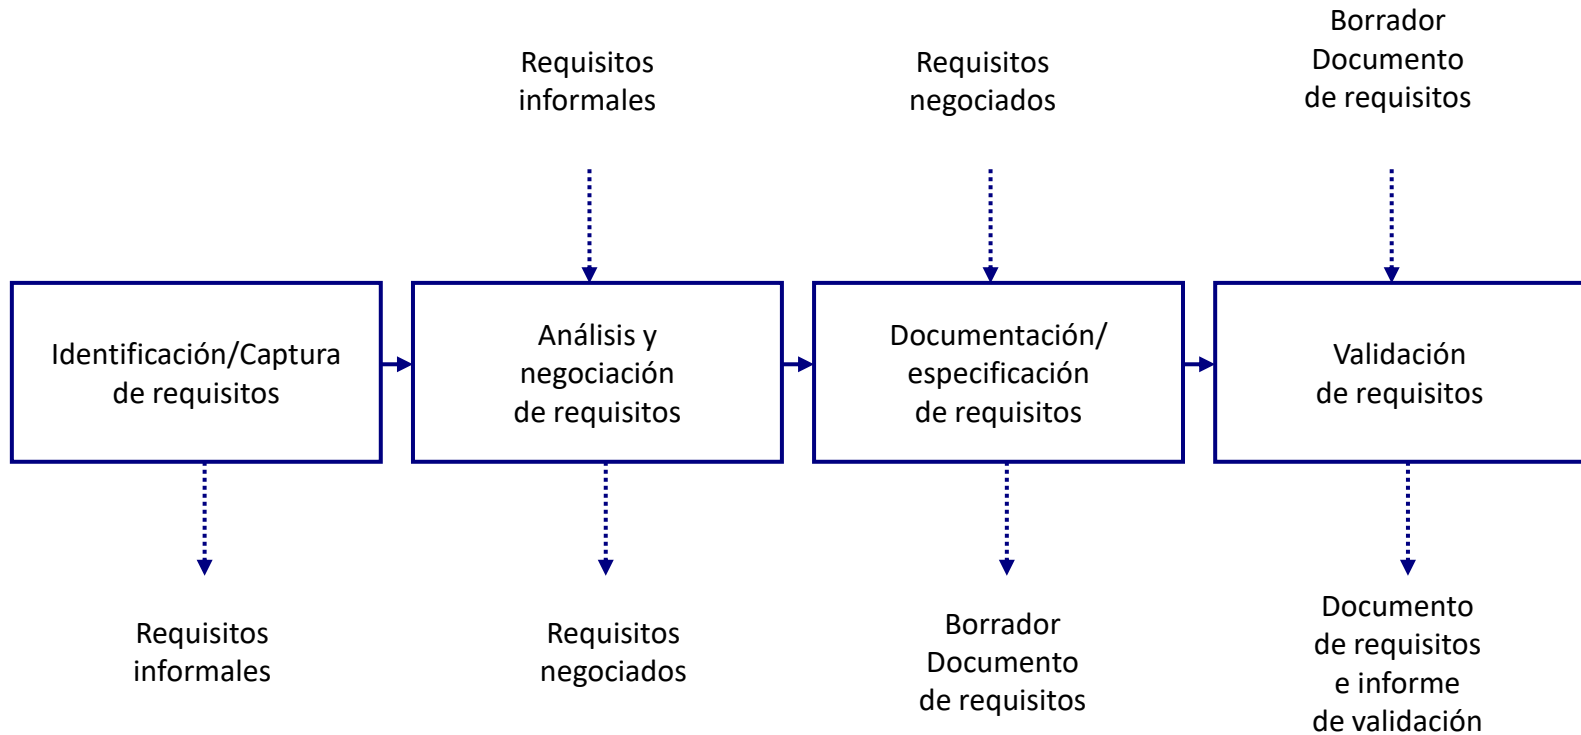 Requisitos
informales
Requisitos
negociados
Borrador
Documento
de requisitos
Identificación/Captura
de requisitos
Análisis y
negociación
de requisitos
Documentación/
especificación
de requisitos
Validación
de requisitos
Requisitos
informales
Requisitos
negociados
Borrador
Documento
de requisitos
Documento
de requisitos
e informe
de validación